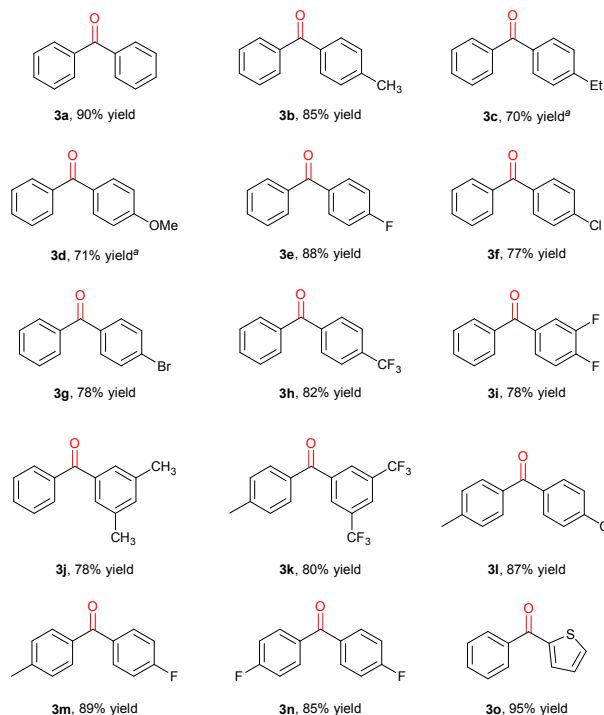 O O O
CH3 Et
3a, 90% yield 3b, 85% yield 3c, 70% yieldᵃ
O O O
OMe F Cl
3d, 71% yieldᵃ 3e, 88% yield 3f, 77% yield
O O O
F
Br CF3 F
3g, 78% yield 3h, 82% yield 3i, 78% yield
O O
CH3 CF3 O
CH3 CF3
3j, 78% yield 3k, 80% yield 3l, 87% yield
O O O
S
F F F
3m, 89% yield 3n, 85% yield 3o, 95% yield